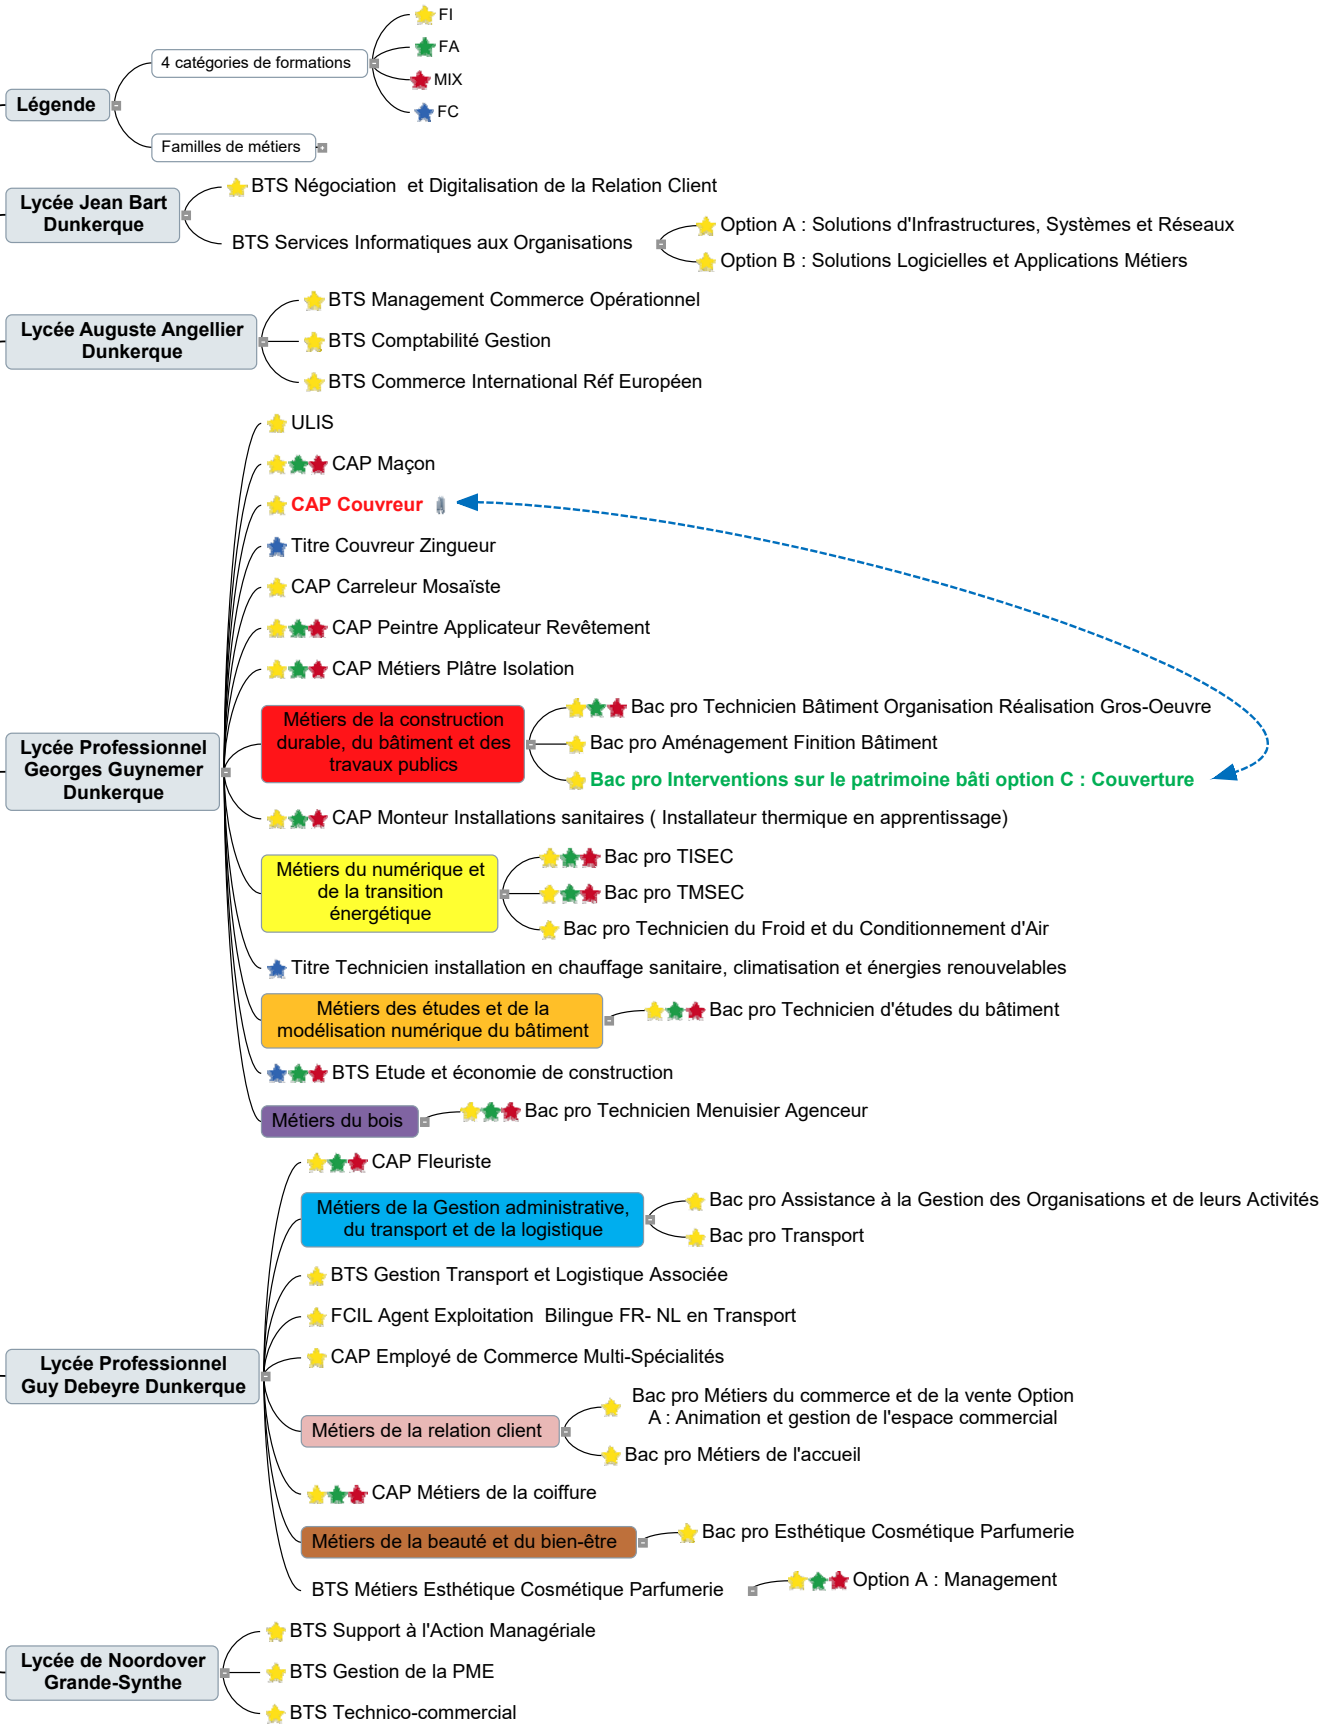 FI
FA
MIX
FC
4 catégories de formations
Légende
Familles de métiers
Lycée Jean Bart
Dunkerque
BTS Négociation  et Digitalisation de la Relation Client
BTS Services Informatiques aux Organisations
Option A : Solutions d'Infrastructures, Systèmes et Réseaux
Option B : Solutions Logicielles et Applications Métiers
Lycée Auguste Angellier
Dunkerque
BTS Management Commerce Opérationnel
BTS Comptabilité Gestion
BTS Commerce International Réf Européen
Lycée Professionnel
Georges Guynemer
Dunkerque
ULIS
CAP Maçon
CAP Couvreur
Titre Couvreur Zingueur
CAP Carreleur Mosaïste
CAP Peintre Applicateur Revêtement
CAP Métiers Plâtre Isolation
Métiers de la construction
durable, du bâtiment et des
travaux publics
Bac pro Technicien Bâtiment Organisation Réalisation Gros-Oeuvre
Bac pro Aménagement Finition Bâtiment
Bac pro Interventions sur le patrimoine bâti option C : Couverture
CAP Monteur Installations sanitaires ( Installateur thermique en apprentissage)
Métiers du numérique et
de la transition
énergétique
Bac pro TISEC
Bac pro TMSEC
Bac pro Technicien du Froid et du Conditionnement d'Air
Titre Technicien installation en chauffage sanitaire, climatisation et énergies renouvelables
Métiers des études et de la
modélisation numérique du bâtiment
Bac pro Technicien d'études du bâtiment
BTS Etude et économie de construction
Métiers du bois
Bac pro Technicien Menuisier Agenceur
Lycée Professionnel
Guy Debeyre Dunkerque
CAP Fleuriste
Métiers de la Gestion administrative,
du transport et de la logistique
Bac pro Assistance à la Gestion des Organisations et de leurs Activités
Bac pro Transport
BTS Gestion Transport et Logistique Associée
FCIL Agent Exploitation  Bilingue FR- NL en Transport
CAP Employé de Commerce Multi-Spécialités
Métiers de la relation client
Bac pro Métiers du commerce et de la vente Option
A : Animation et gestion de l'espace commercial
Bac pro Métiers de l'accueil
CAP Métiers de la coiffure
Métiers de la beauté et du bien-être
Bac pro Esthétique Cosmétique Parfumerie
BTS Métiers Esthétique Cosmétique Parfumerie
Option A : Management
Lycée de Noordover
Grande-Synthe
BTS Support à l'Action Managériale
BTS Gestion de la PME
BTS Technico-commercial